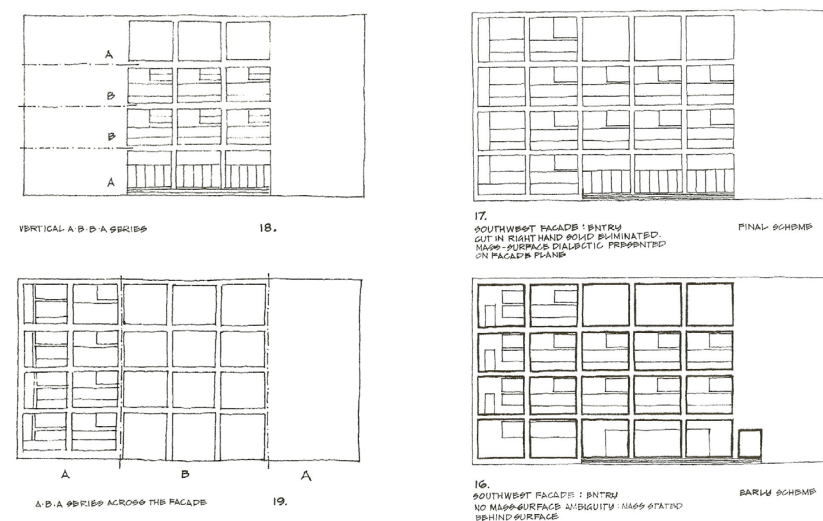 A
B
B
A
VERTICAL A·B·B·A SERIES 18.
17.
SOUTHWEST FACADE : ENTRY FINAL SCHEME
CUT IN RIGHT HAND SOLID ELIMINATED.
MASS-SURFACE DIALECTIC PRESENTED
ON FACADE PLANE
A B A
A·B·A SERIES ACROSS THE FACADE 19.
16.
SOUTHWEST FACADE : ENTRY EARLY SCHEME
NO MASS-SURFACE AMBIGUITY : MASS STATED
BEHIND SURFACE